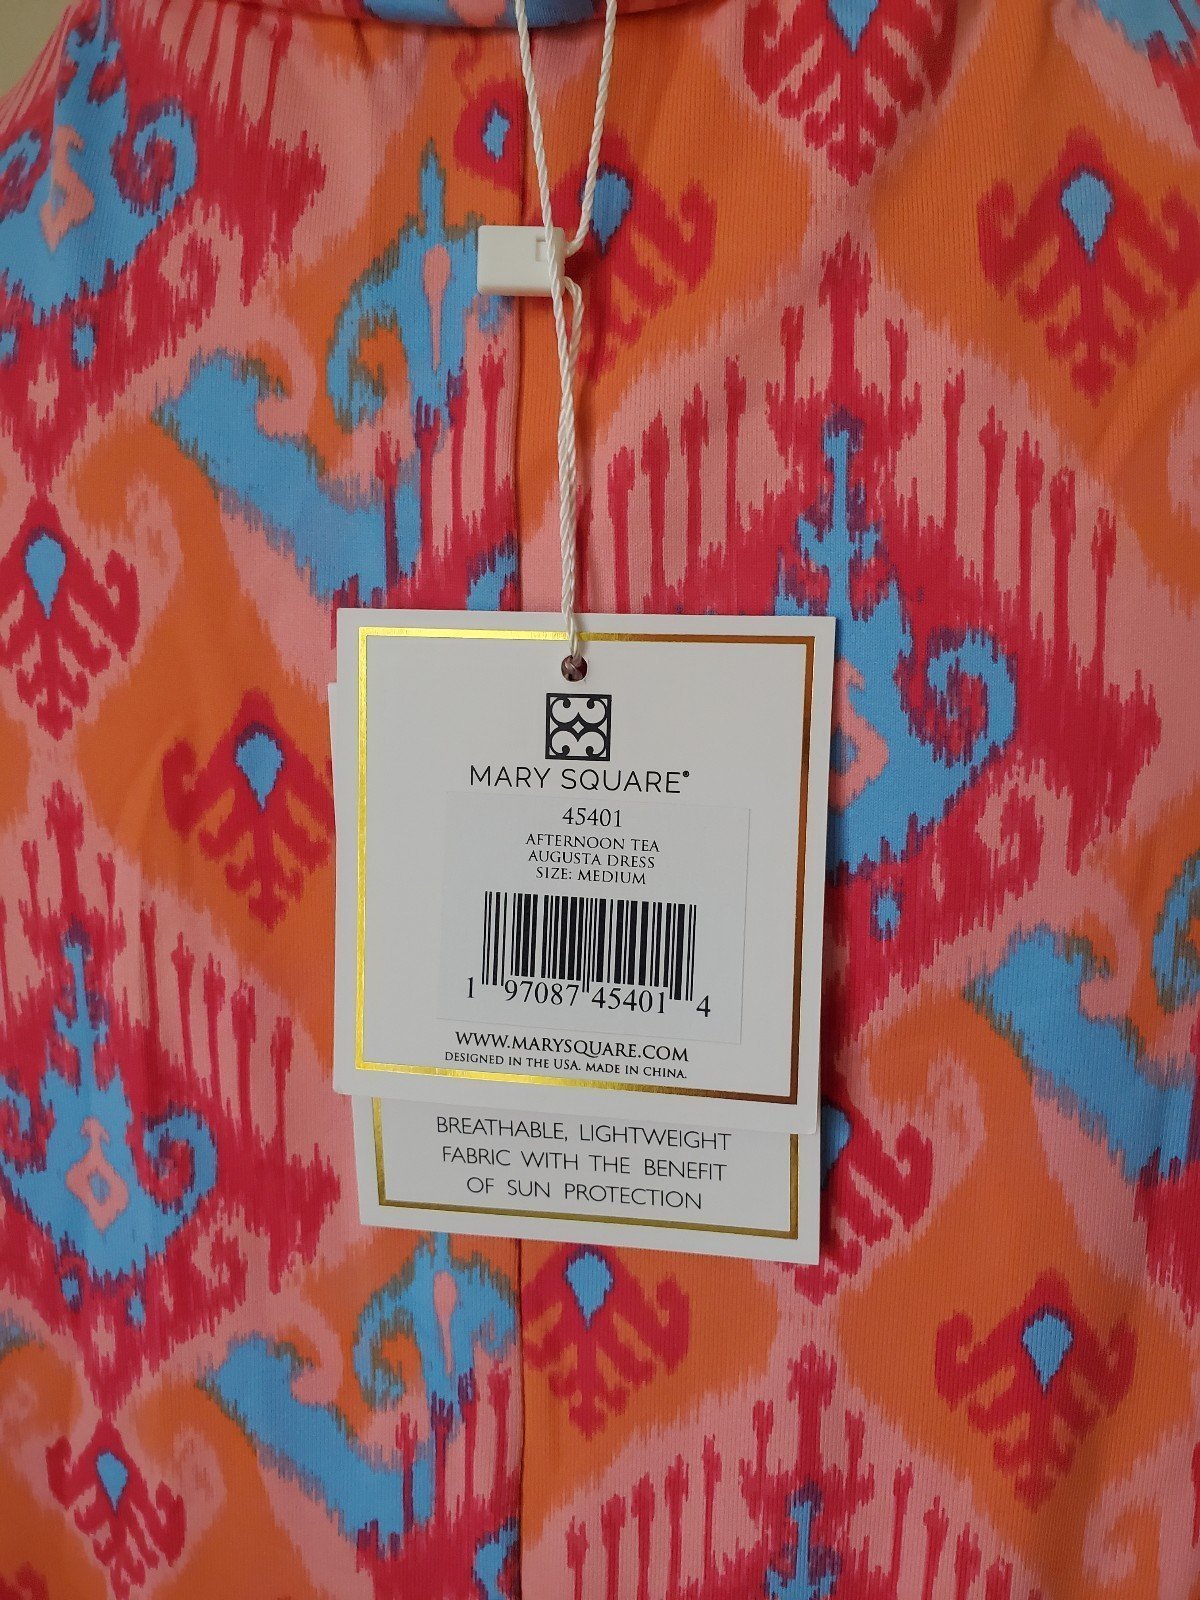 MARY SQUARE®
45401
AFTERNOON TEA
AUGUSTA DRESS
SIZE: MEDIUM
1 97087 45401 4
WWW.MARYSQUARE.COM
DESIGNED IN THE USA. MADE IN CHINA.
BREATHABLE, LIGHTWEIGHT
FABRIC WITH THE BENEFIT
OF SUN PROTECTION